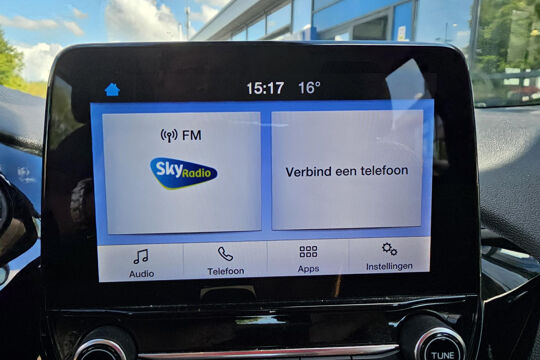 15:17 16°
FM
Sky Radio
Verbind een telefoon
Audio
Telefoon
Apps
Instellingen
TUNE